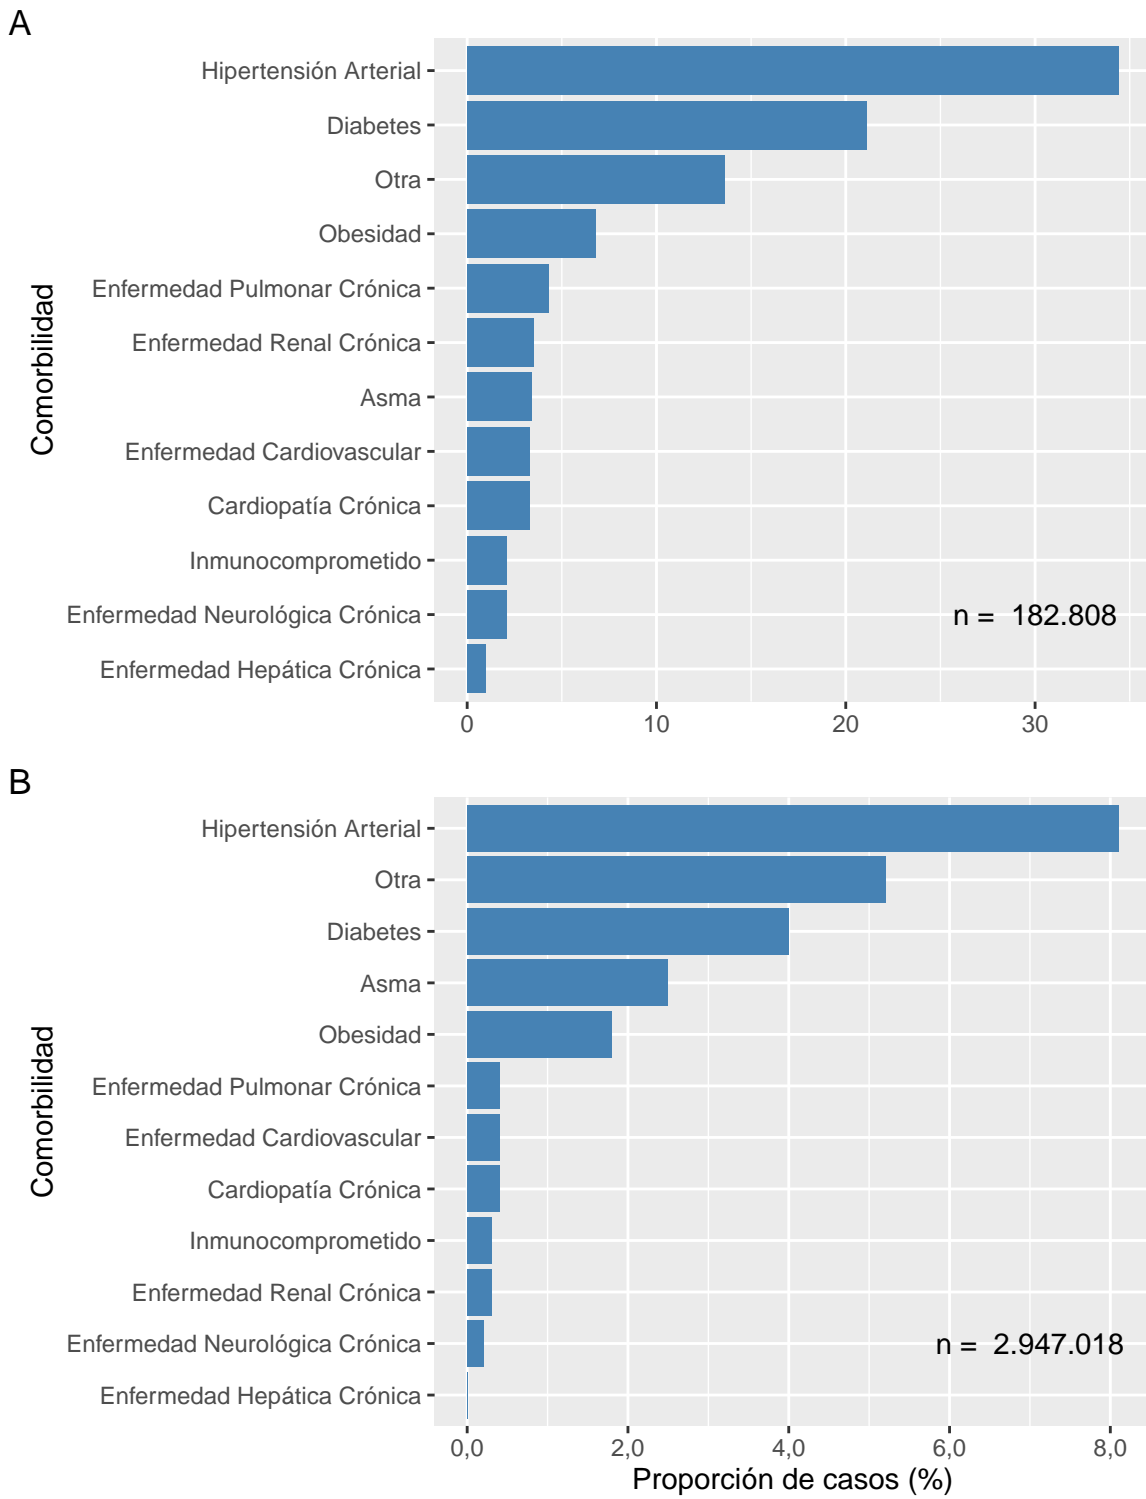 A
Hipertensión Arterial
Diabetes
Otra
Obesidad
Enfermedad Pulmonar Crónica
Enfermedad Renal Crónica
Asma
Enfermedad Cardiovascular
Cardiopatía Crónica
Inmunocomprometido
Enfermedad Neurológica Crónica
Enfermedad Hepática Crónica
Comorbilidad
n = 182.808
0 10 20 30
B
Hipertensión Arterial
Otra
Diabetes
Asma
Obesidad
Enfermedad Pulmonar Crónica
Enfermedad Cardiovascular
Cardiopatía Crónica
Inmunocomprometido
Enfermedad Renal Crónica
Enfermedad Neurológica Crónica
Enfermedad Hepática Crónica
Comorbilidad
n = 2.947.018
0,0 2,0 4,0 6,0 8,0
Proporción de casos (%)